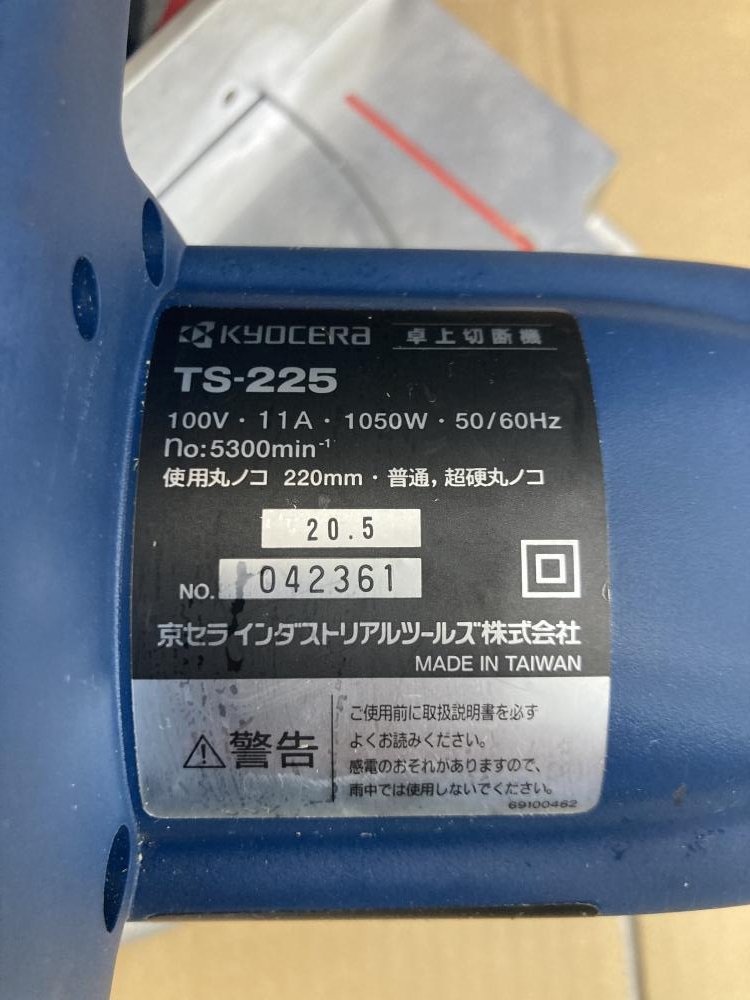 KYOCERA 卓上切断機
TS-225
100V・11A・1050W・50/60Hz
no:5300min⁻¹
使用丸ノコ 220mm・普通,超硬丸ノコ
20.5
NO. 042361
京セラ インダストリアルツールズ株式会社
MADE IN TAIWAN
警告
ご使用前に取扱説明書を必ず
よくお読みください。
感電のおそれがありますので、
雨中では使用しないでください。
69100462